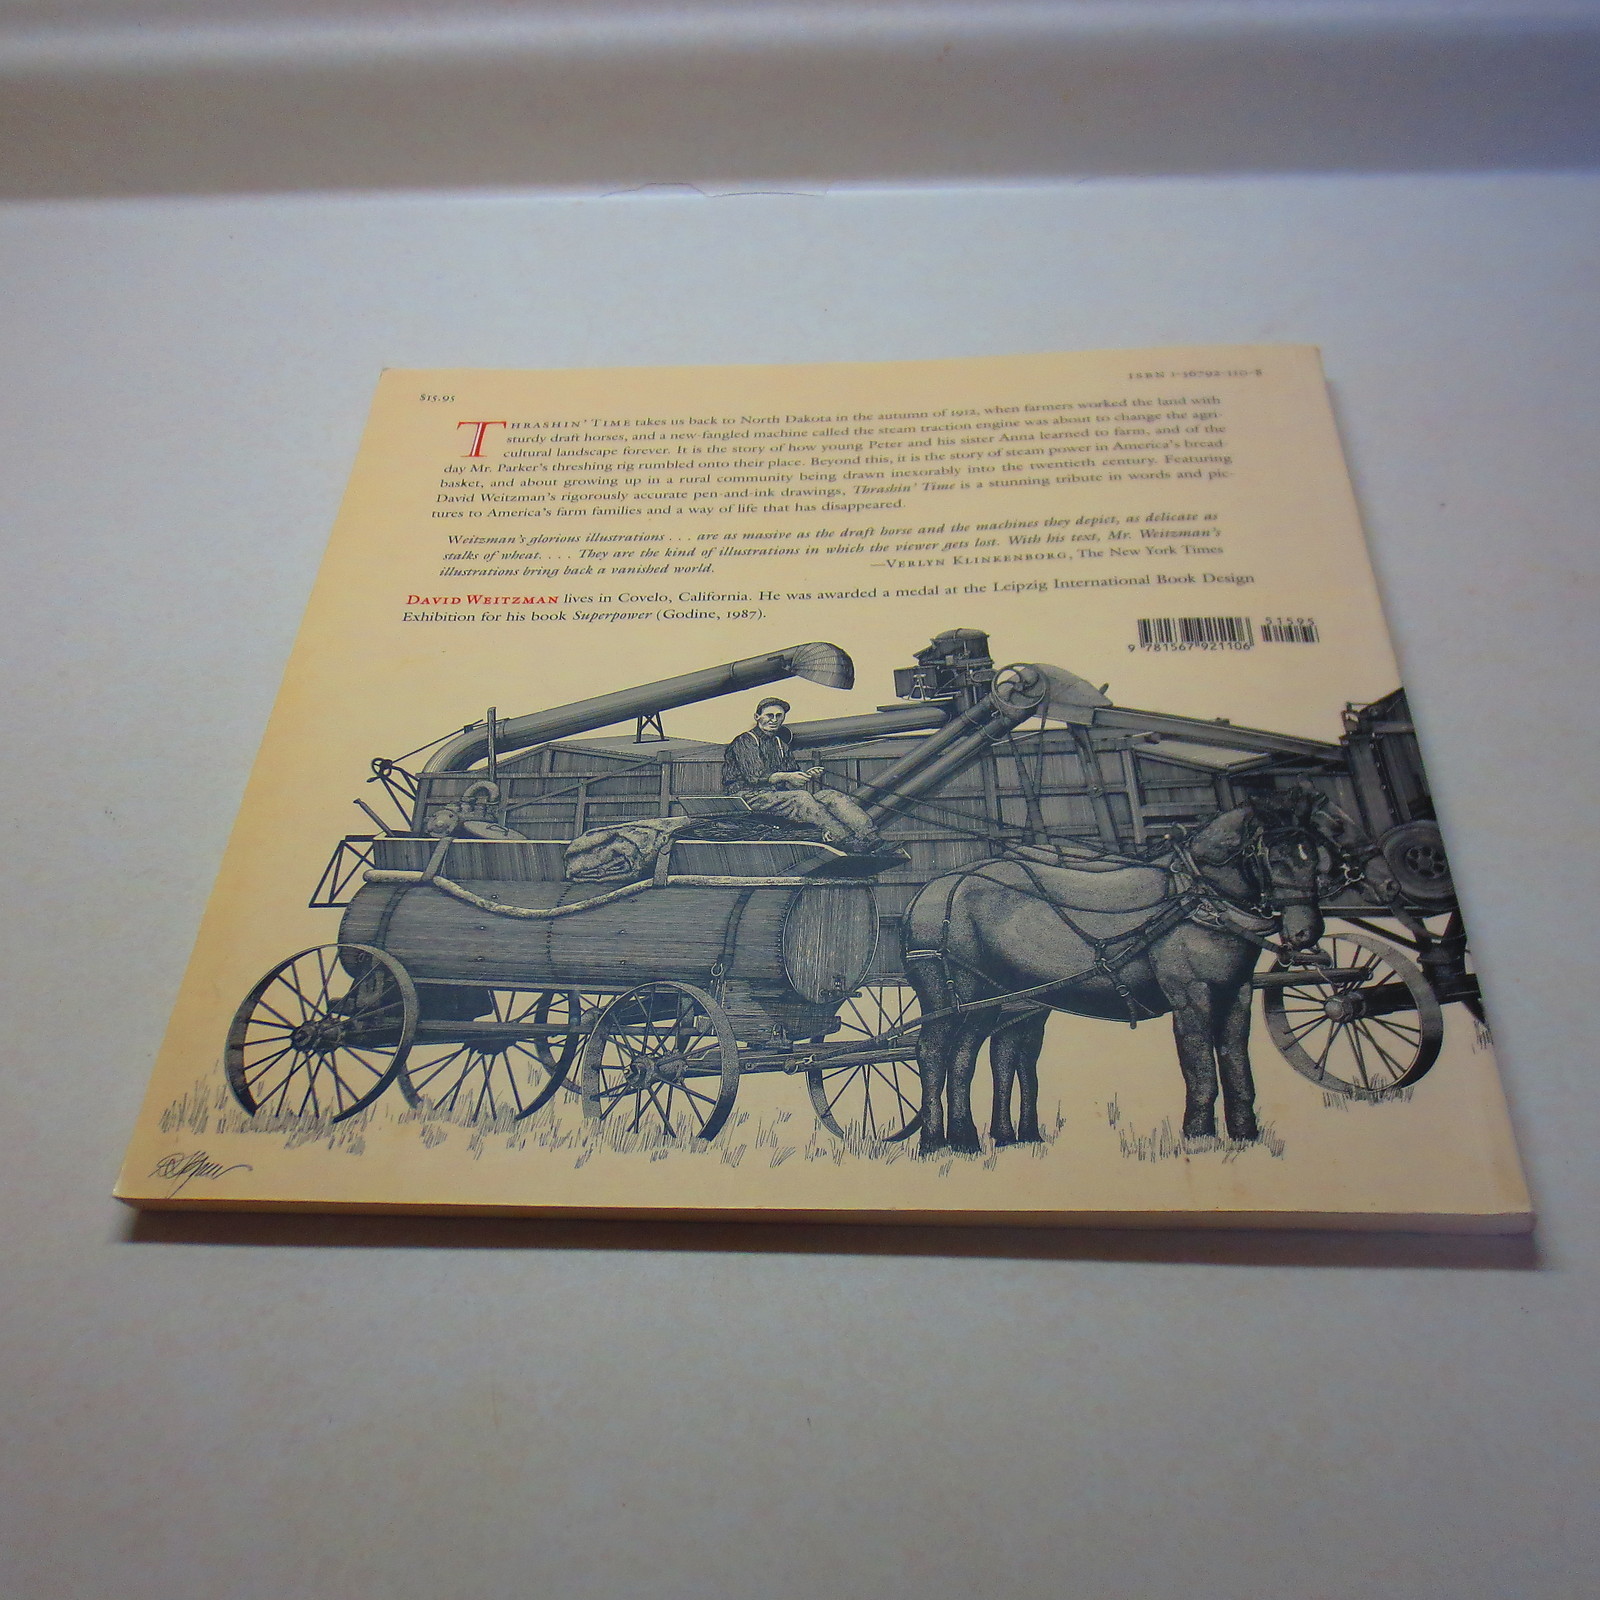 ISBN 1-56792-110-8
$15.95
THRASHIN' TIME takes us back to North Dakota in the autumn of 1912, when farmers worked the land with
sturdy draft horses, and a new-fangled machine called the steam traction engine was about to change the agri-
cultural landscape forever. It is the story of how young Peter and his sister Anna learned to farm, and of the
day Mr. Parker's threshing rig rumbled onto their place. Beyond this, it is the story of steam power in America's bread-
basket, and about growing up in a rural community being drawn inexorably into the twentieth century. Featuring
David Weitzman's rigorously accurate pen-and-ink drawings, Thrashin' Time is a stunning tribute in words and pic-
tures to America's farm families and a way of life that has disappeared.
Weitzman's glorious illustrations . . . are as massive as the draft horse and the machines they depict, as delicate as
stalks of wheat. . . . They are the kind of illustrations in which the viewer gets lost. With his text, Mr. Weitzman's
illustrations bring back a vanished world.
—VERLYN KLINKENBORG, The New York Times
DAVID WEITZMAN lives in Covelo, California. He was awarded a medal at the Leipzig International Book Design
Exhibition for his book Superpower (Godine, 1987).
51595
9 781567 921106